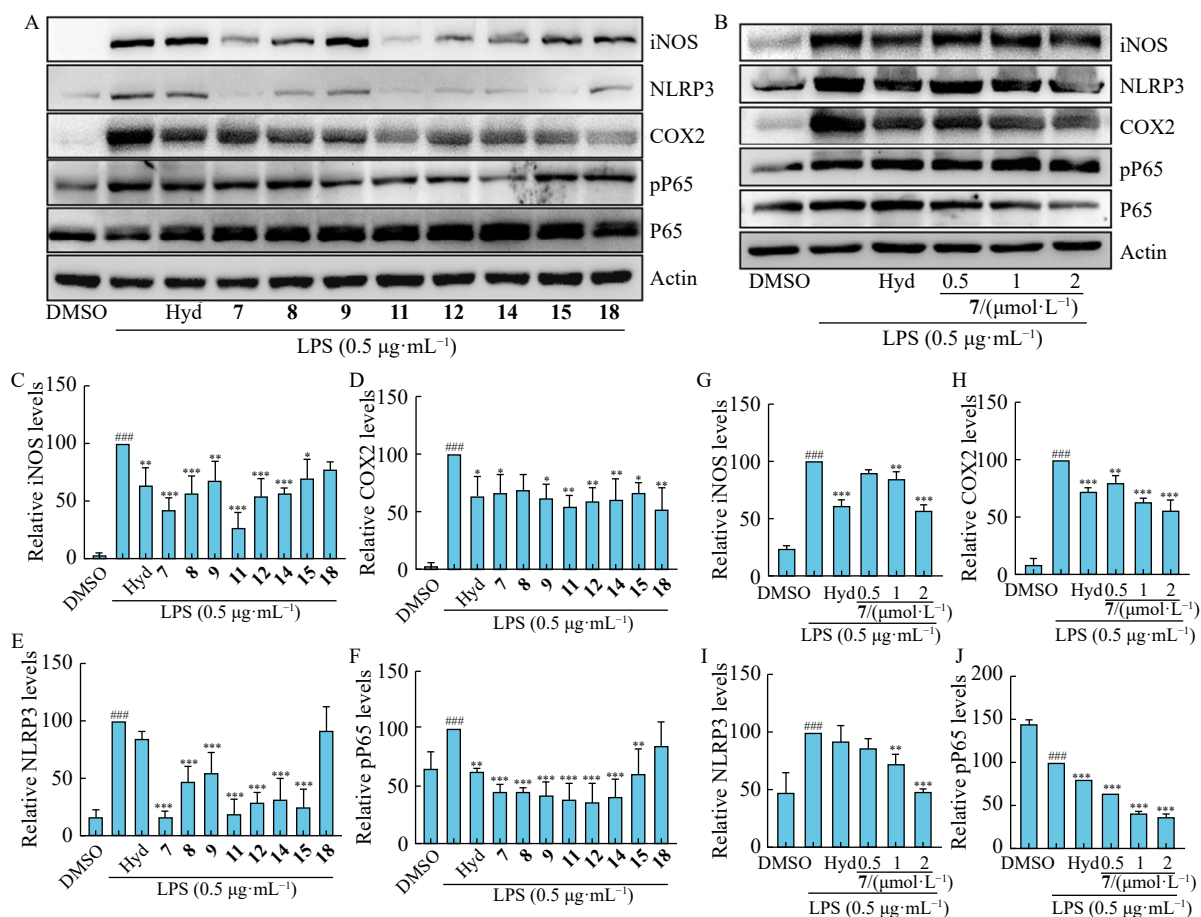 A
iNOS
NLRP3
COX2
pP65
P65
Actin
DMSO Hyd 7 8 9 11 12 14 15 18
LPS (0.5 μg·mL⁻¹)
B
iNOS
NLRP3
COX2
pP65
P65
Actin
DMSO Hyd 0.5 1 2
7/(μmol·L⁻¹)
LPS (0.5 μg·mL⁻¹)
C
Relative iNOS levels
150
100
50
0
### ** *** *** ** *** *** *** *
DMSO Hyd 7 8 9 11 12 14 15 18
LPS (0.5 μg·mL⁻¹)
D
Relative COX2 levels
150
100
50
0
### * * * ** ** ** * **
DMSO Hyd 7 8 9 11 12 14 15 18
LPS (0.5 μg·mL⁻¹)
G
Relative iNOS levels
150
100
50
0
### *** ** ***
DMSO Hyd 0.5 1 2
7/(μmol·L⁻¹)
LPS (0.5 μg·mL⁻¹)
H
Relative COX2 levels
150
100
50
0
### *** ** *** ***
DMSO Hyd 0.5 1 2
7/(μmol·L⁻¹)
LPS (0.5 μg·mL⁻¹)
E
Relative NLRP3 levels
150
100
50
0
### *** *** *** *** *** *** ***
DMSO Hyd 7 8 9 11 12 14 15 18
LPS (0.5 μg·mL⁻¹)
F
Relative pP65 levels
150
100
50
0
### ** *** *** *** *** *** *** **
DMSO Hyd 7 8 9 11 12 14 15 18
LPS (0.5 μg·mL⁻¹)
I
Relative NLRP3 levels
150
100
50
0
### ** ***
DMSO Hyd 0.5 1 2
7/(μmol·L⁻¹)
LPS (0.5 μg·mL⁻¹)
J
Relative pP65 levels
200
150
100
50
0
### *** *** *** ***
DMSO Hyd 0.5 1 2
7/(μmol·L⁻¹)
LPS (0.5 μg·mL⁻¹)